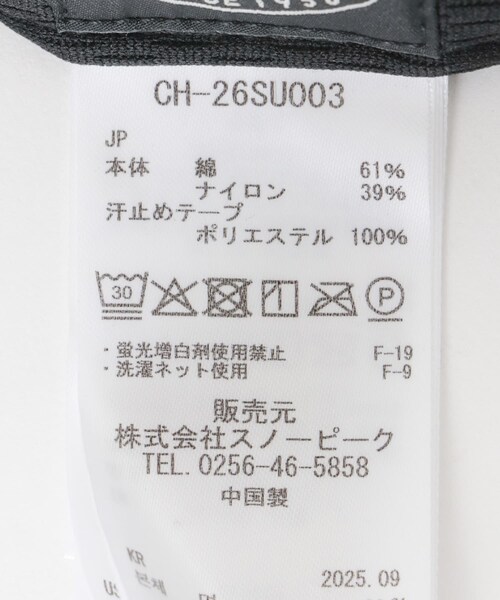 CH-26SU003
JP
本体 綿 61%
ナイロン 39%
汗止めテープ
ポリエステル 100%
30
P
・蛍光増白剤使用禁止 F-19
・洗濯ネット使用 F-9
販売元
株式会社スノーピーク
TEL.0256-46-5858
中国製
KR
본체
2025.09
US